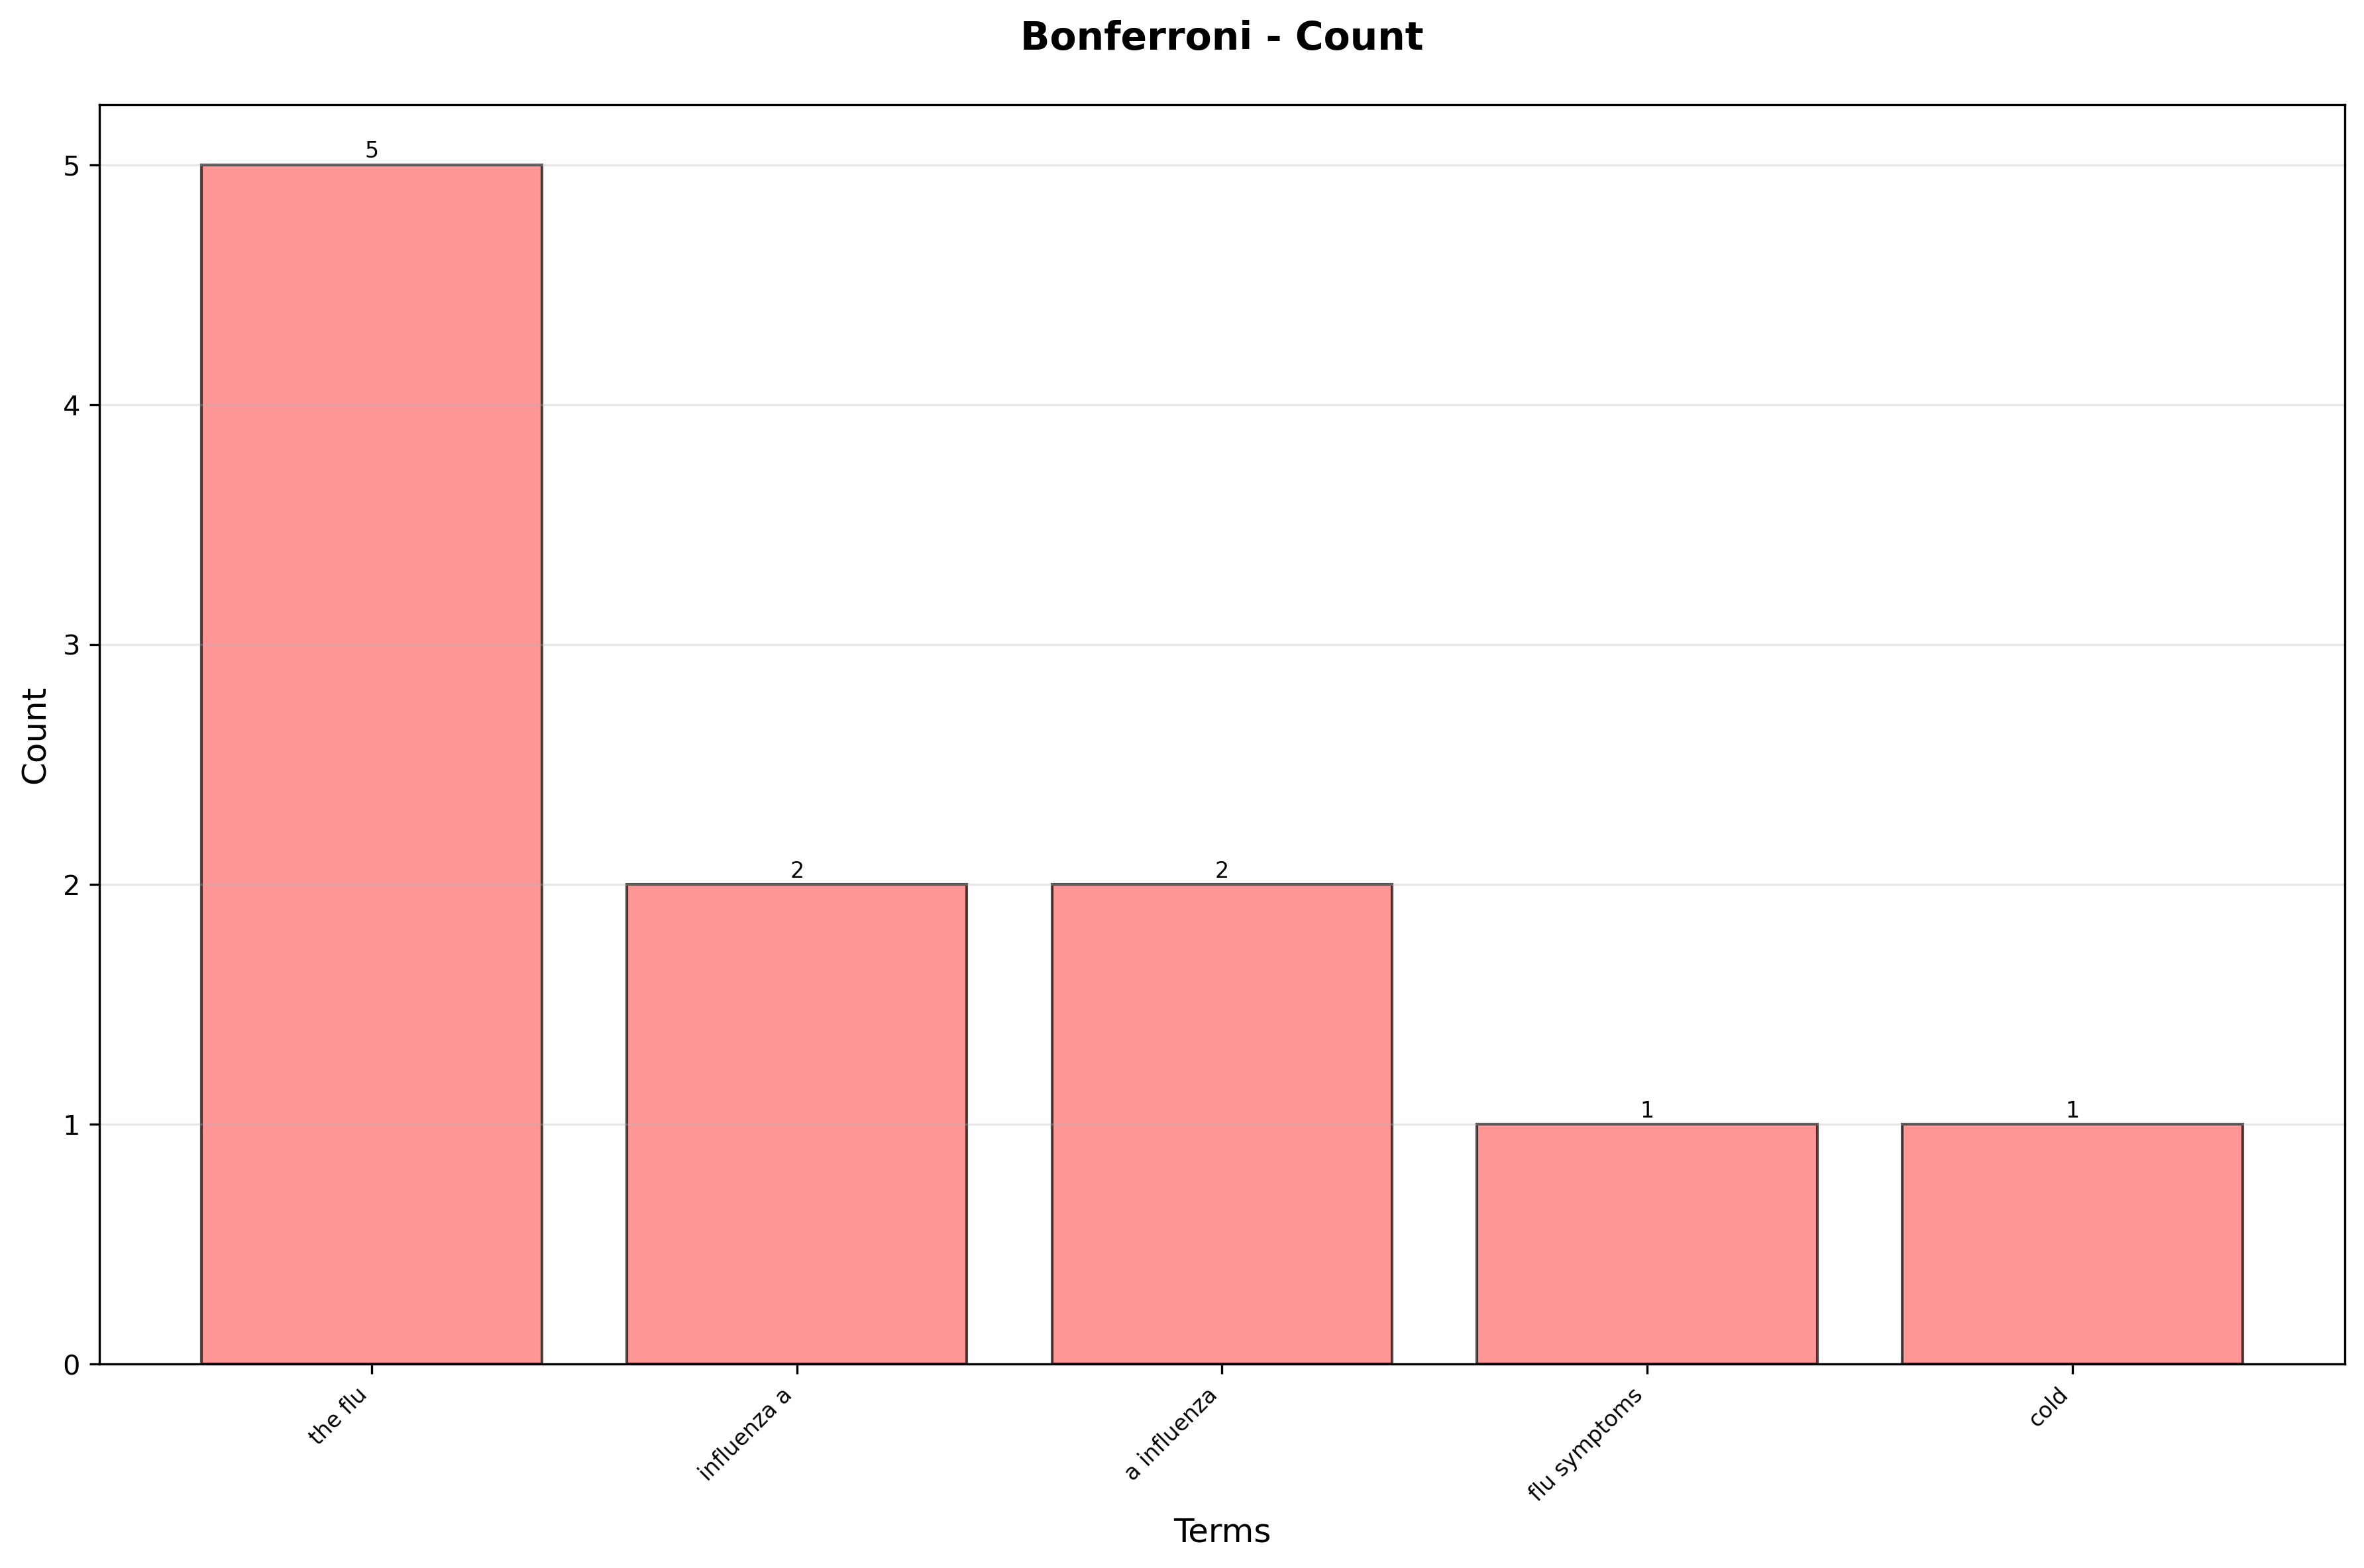 Bonferroni - Count
Count
5
4
3
2
1
0
5
2
2
1
1
the flu
influenza a
a influenza
flu symptoms
cold
Terms